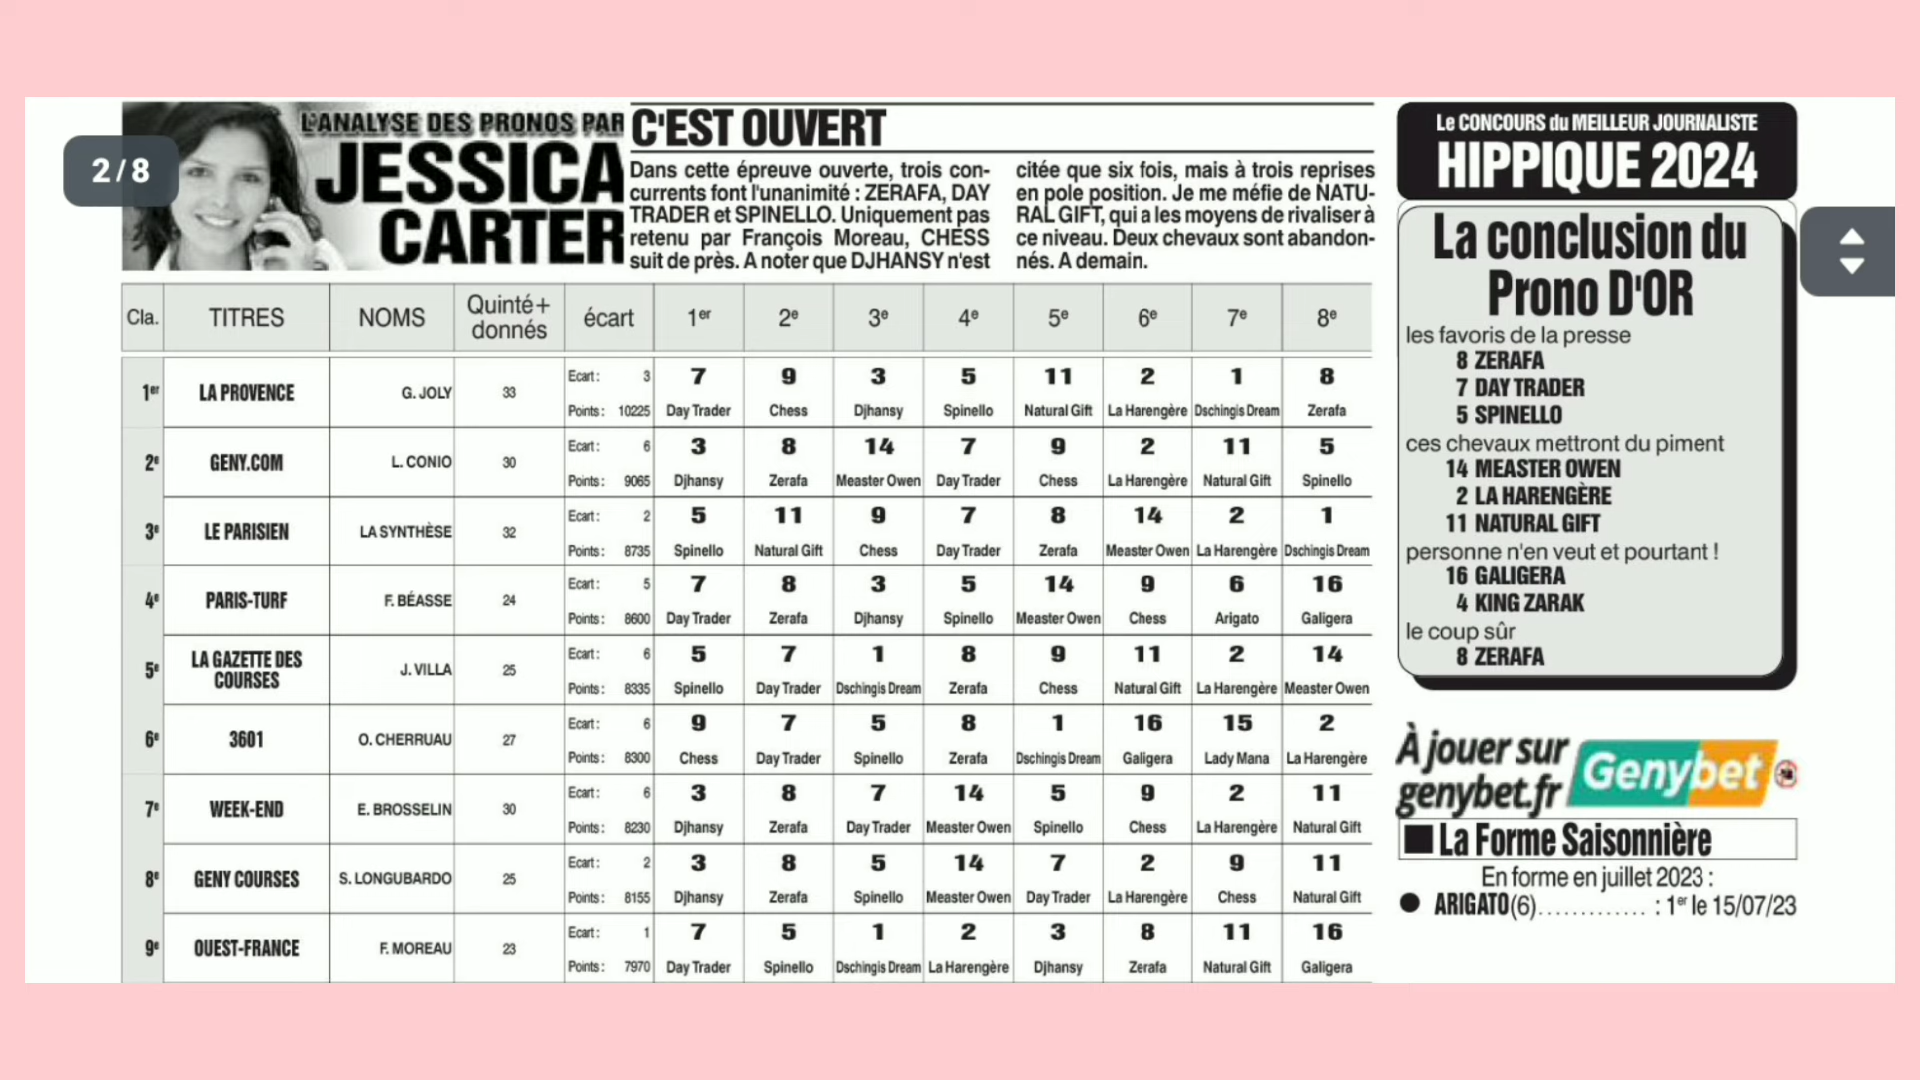 2/8
L'ANALYSE DES PRONOS PAR
JESSICA
CARTER
C'EST OUVERT
Dans cette épreuve ouverte, trois con-
currents font l'unanimité : ZERAFA, DAY
TRADER et SPINELLO. Uniquement pas
retenu par François Moreau, CHESS
suit de près. A noter que DJHANSY n'est
citée que six fois, mais à trois reprises
en pole position. Je me méfie de NATU-
RAL GIFT, qui a les moyens de rivaliser à
ce niveau. Deux chevaux sont abandon-
nés. A demain.
Cla. TITRES NOMS Quinté+ donnés écart 1er 2e 3e 4e 5e 6e 7e 8e
1er LA PROVENCE G. JOLY 33 Ecart : 3 7 9 3 5 11 2 1 8
Points : 10225 Day Trader Chess Djhansy Spinello Natural Gift La Harengère Dschingis Dream Zerafa
2e GENY.COM L. CONIO 30 Ecart : 6 3 8 14 7 9 2 11 5
Points : 9065 Djhansy Zerafa Measter Owen Day Trader Chess La Harengère Natural Gift Spinello
3e LE PARISIEN LA SYNTHÈSE 32 Ecart : 2 5 11 9 7 8 14 2 1
Points : 8735 Spinello Natural Gift Chess Day Trader Zerafa Measter Owen La Harengère Dschingis Dream
4e PARIS-TURF F. BÉASSE 24 Ecart : 5 7 8 3 5 14 9 6 16
Points : 8600 Day Trader Zerafa Djhansy Spinello Measter Owen Chess Arigato Galigera
5e LA GAZETTE DES COURSES J. VILLA 25 Ecart : 6 5 7 1 8 9 11 2 14
Points : 8335 Spinello Day Trader Dschingis Dream Zerafa Chess Natural Gift La Harengère Measter Owen
6e 3601 O. CHERRUAU 27 Ecart : 6 9 7 5 8 1 16 15 2
Points : 8300 Chess Day Trader Spinello Zerafa Dschingis Dream Galigera Lady Mana La Harengère
7e WEEK-END E. BROSSELIN 30 Ecart : 6 3 8 7 14 5 9 2 11
Points : 8230 Djhansy Zerafa Day Trader Measter Owen Spinello Chess La Harengère Natural Gift
8e GENY COURSES S. LONGUBARDO 25 Ecart : 2 3 8 5 14 7 2 9 11
Points : 8155 Djhansy Zerafa Spinello Measter Owen Day Trader La Harengère Chess Natural Gift
9e OUEST-FRANCE F. MOREAU 23 Ecart : 1 7 5 1 2 3 8 11 16
Points : 7970 Day Trader Spinello Dschingis Dream La Harengère Djhansy Zerafa Natural Gift Galigera
Le CONCOURS du MEILLEUR JOURNALISTE
HIPPIQUE 2024
La conclusion du
Prono D'OR
les favoris de la presse
8 ZERAFA
7 DAY TRADER
5 SPINELLO
ces chevaux mettront du piment
14 MEASTER OWEN
2 LA HARENGÈRE
11 NATURAL GIFT
personne n'en veut et pourtant !
16 GALIGERA
4 KING ZARAK
le coup sûr
8 ZERAFA
À jouer sur
genybet.fr
Genybet
La Forme Saisonnière
En forme en juillet 2023 :
ARIGATO(6)............. : 1er le 15/07/23